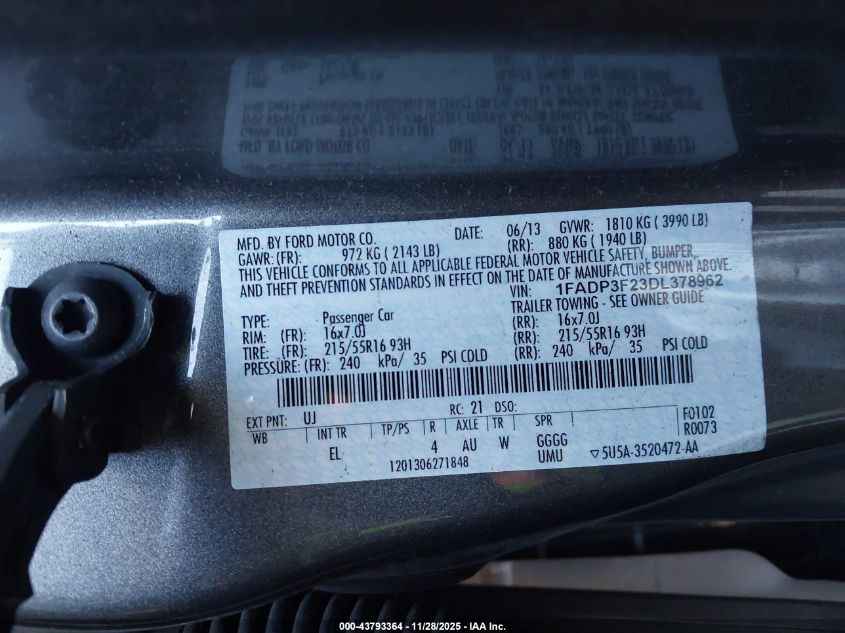 MFD. BY FORD MOTOR CO. DATE: 06/13 GVWR: 1810 KG ( 3990 LB)
GAWR: (FR): 972 KG ( 2143 LB) (RR): 880 KG ( 1940 LB)
THIS VEHICLE CONFORMS TO ALL APPLICABLE FEDERAL MOTOR VEHICLE SAFETY, BUMPER,
AND THEFT PREVENTION STANDARDS IN EFFECT ON THE DATE OF MANUFACTURE SHOWN ABOVE.
VIN: 1FADP3F23DL378962
TYPE: Passenger Car TRAILER TOWING - SEE OWNER GUIDE
RIM: (FR): 16x7.0J (RR): 16x7.0J
TIRE: (FR): 215/55R16 93H (RR): 215/55R16 93H
PRESSURE: (FR): 240 kPa/ 35 PSI COLD (RR): 240 kPa/ 35 PSI COLD
EXT PNT: UJ RC: 21 DSO:
WB INT TR TP/PS R AXLE TR SPR F0102
EL 4 AU W GGGG R0073
1201306271848 UMU ▽5U5A-3520472-AA
000-43793364 | 11/28/2025 - IAA Inc.